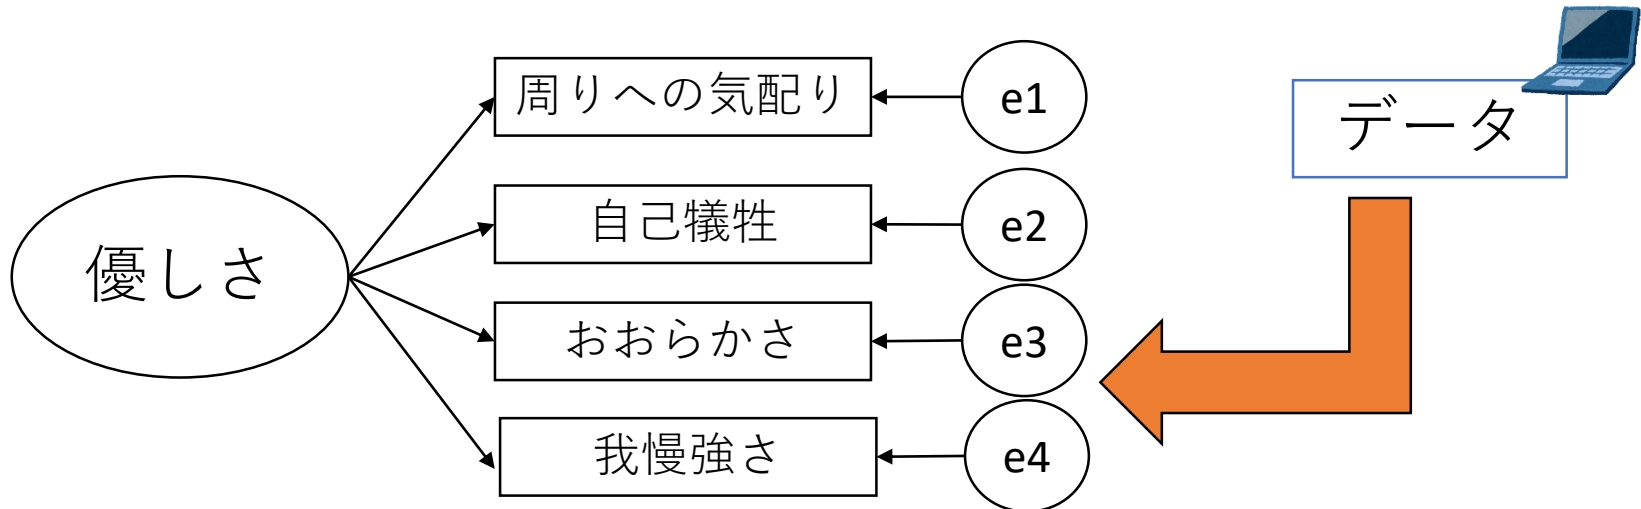 周りへの気配り
e1
データ
自己犠牲
e2
優しさ
おおらかさ
e3
我慢強さ
e4